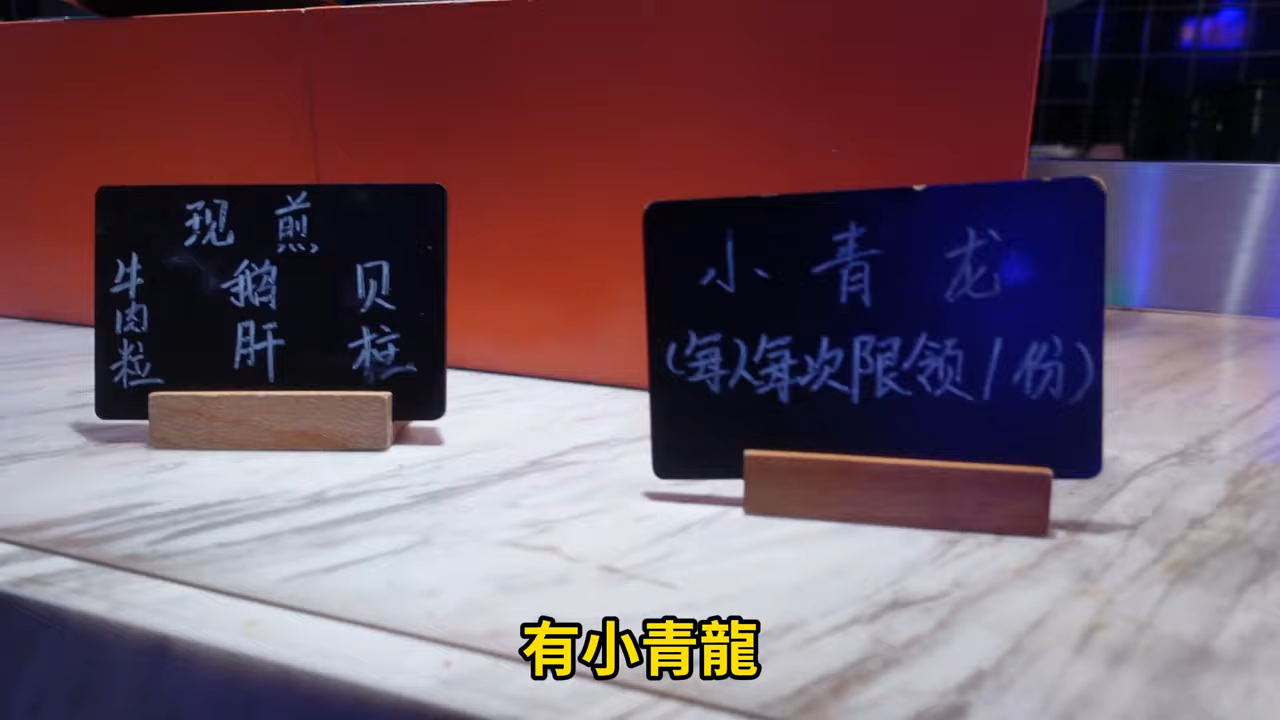 现煎
牛肉粒
鹅肝
贝柱
小青龙
(每人每次限领1份)
有小青龍